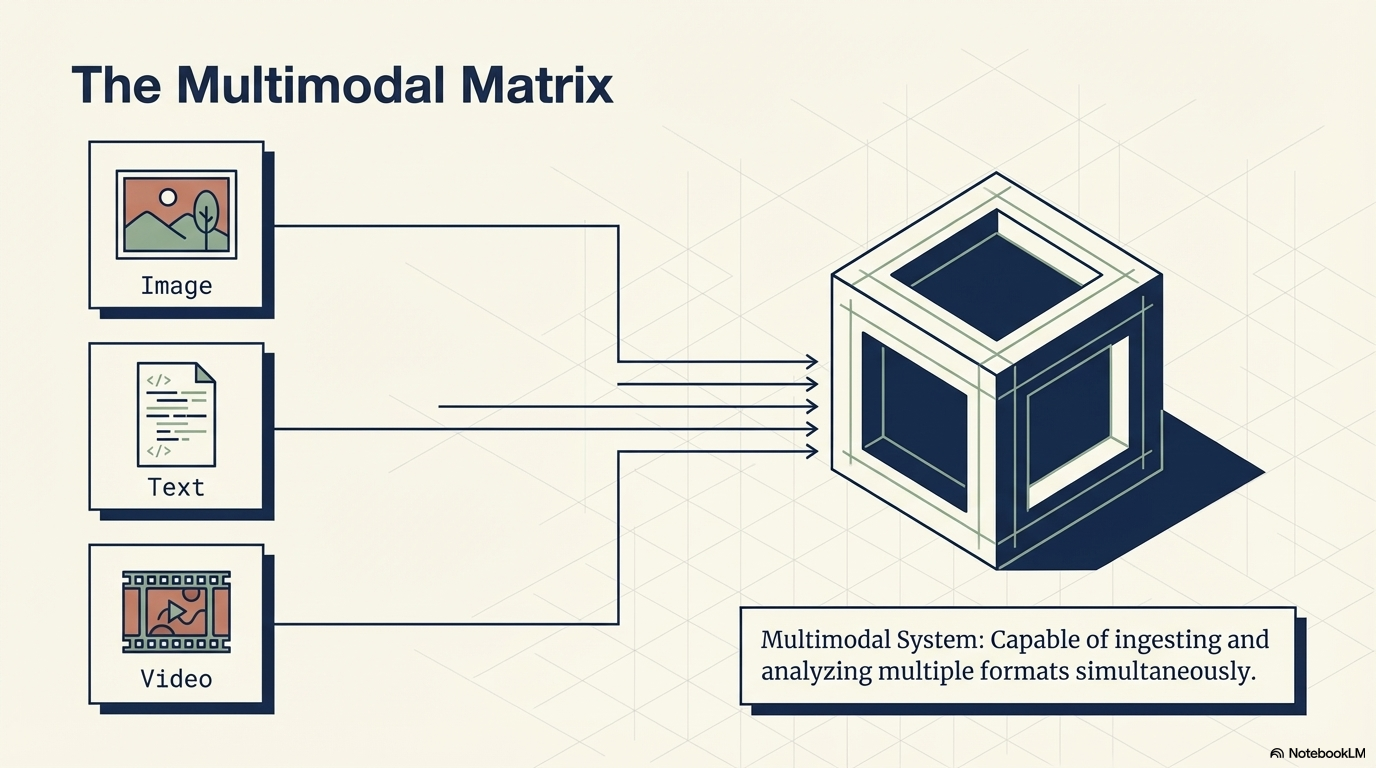 The Multimodal Matrix
Image
</>
</>
Text
Video
Multimodal System: Capable of ingesting and
analyzing multiple formats simultaneously.
NotebookLM